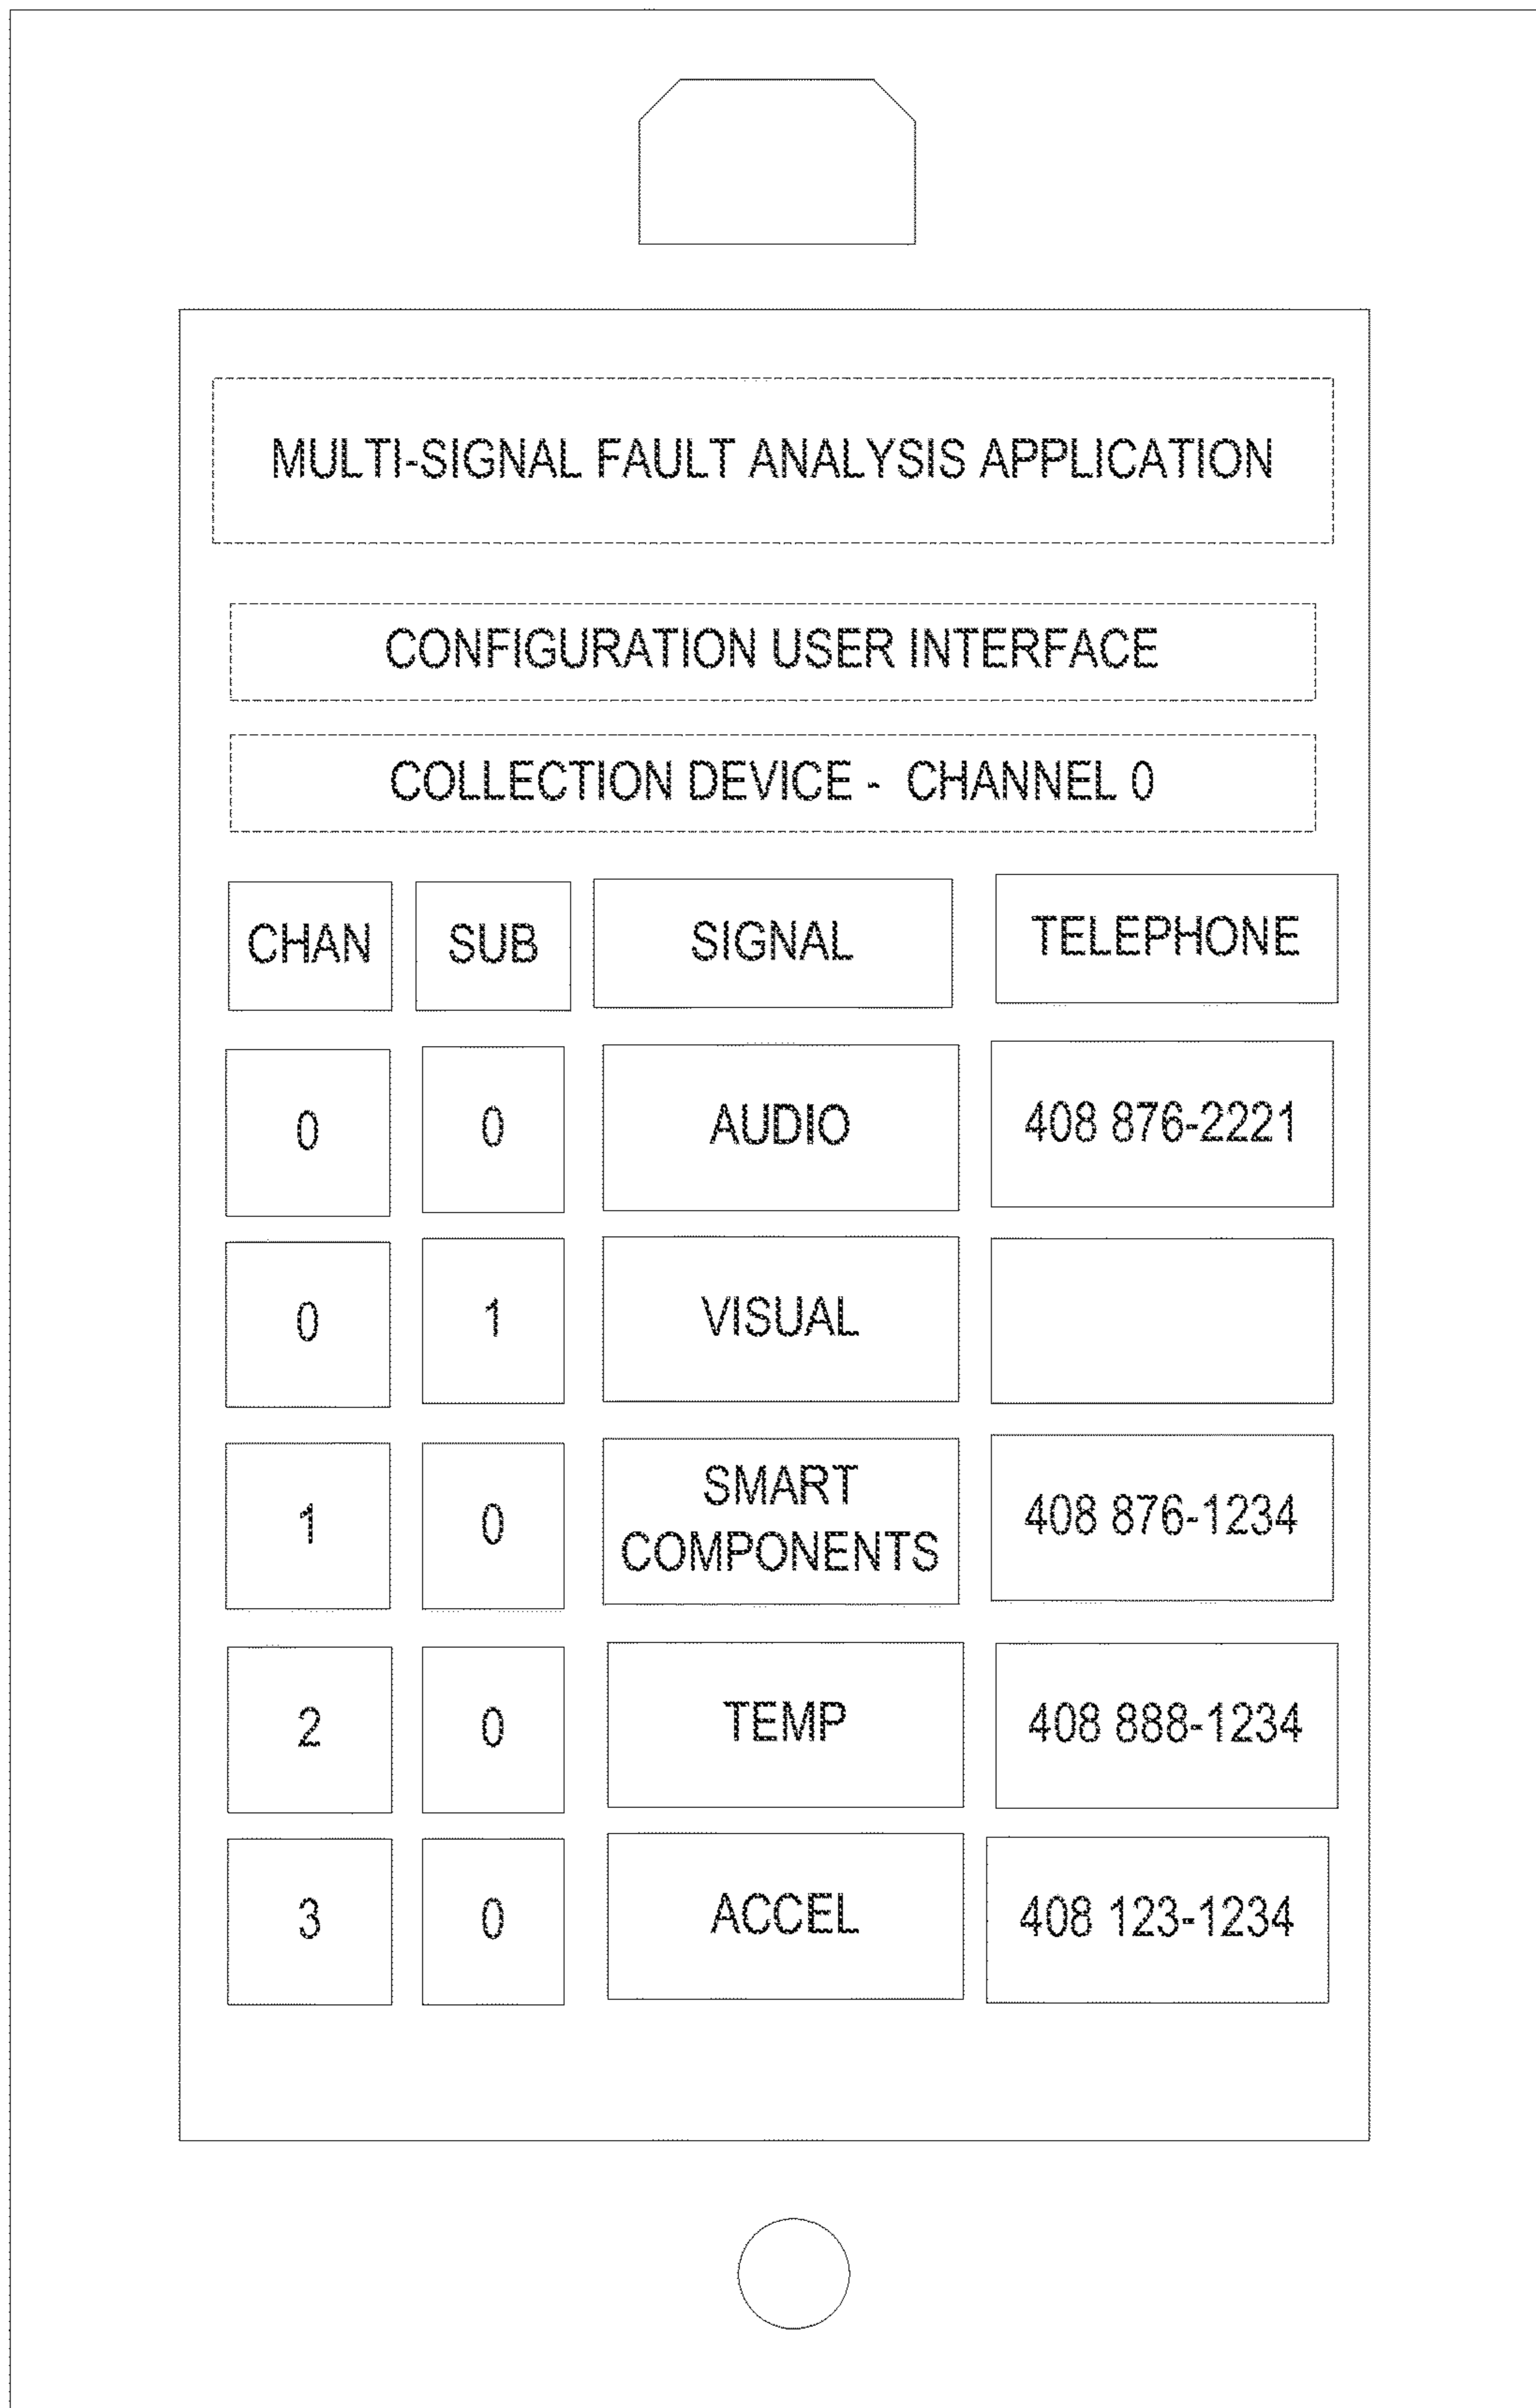 MULTI-SIGNAL FAULT ANALYSIS APPLICATION
CONFIGURATION USER INTERFACE
COLLECTION DEVICE - CHANNEL 0
CHAN SUB SIGNAL TELEPHONE
0 0 AUDIO 408 876-2221
0 1 VISUAL
1 0 SMART COMPONENTS 408 876-1234
2 0 TEMP 408 888-1234
3 0 ACCEL 408 123-1234